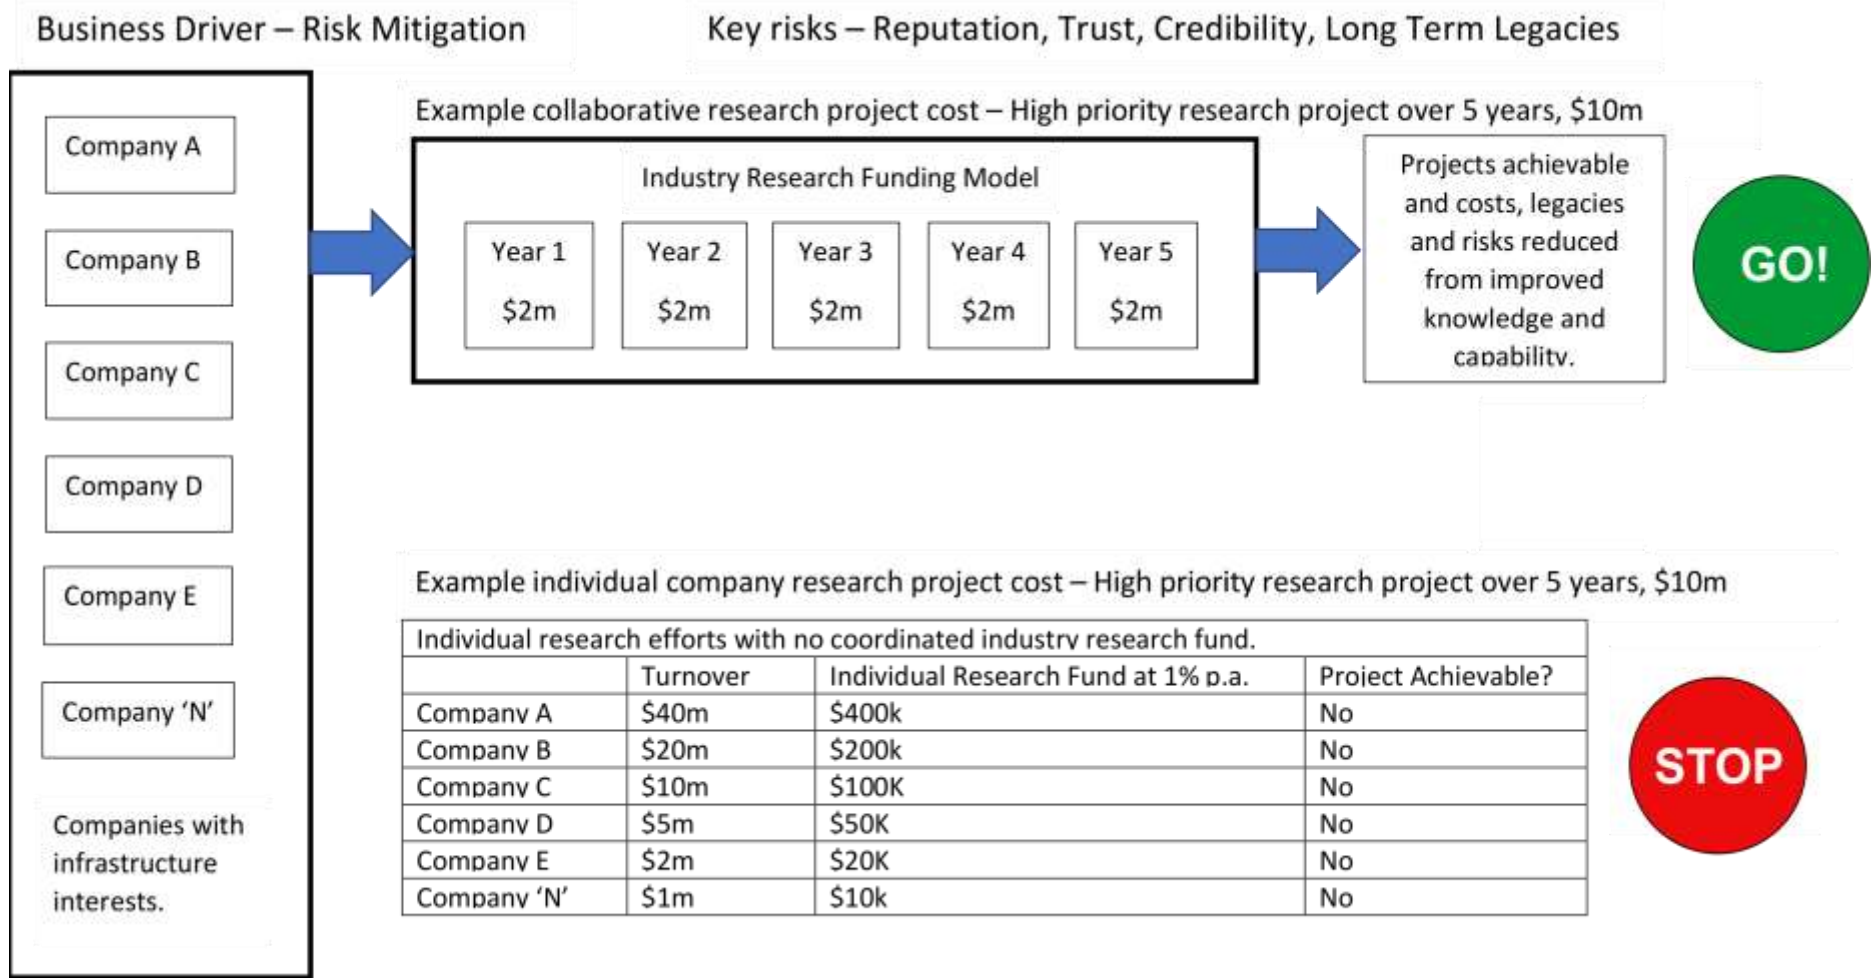 Business Driver – Risk Mitigation
Key risks – Reputation, Trust, Credibility, Long Term Legacies
Company A
Company B
Company C
Company D
Company E
Company ‘N’
Companies with
infrastructure
interests.
Example collaborative research project cost – High priority research project over 5 years, $10m
Industry Research Funding Model
Year 1
$2m
Year 2
$2m
Year 3
$2m
Year 4
$2m
Year 5
$2m
Projects achievable
and costs, legacies
and risks reduced
from improved
knowledge and
capability.
GO!
Example individual company research project cost – High priority research project over 5 years, $10m
Individual research efforts with no coordinated industry research fund.
Turnover Individual Research Fund at 1% p.a. Project Achievable?
Company A $40m $400k No
Company B $20m $200k No
Company C $10m $100K No
Company D $5m $50K No
Company E $2m $20K No
Company ‘N’ $1m $10k No
STOP